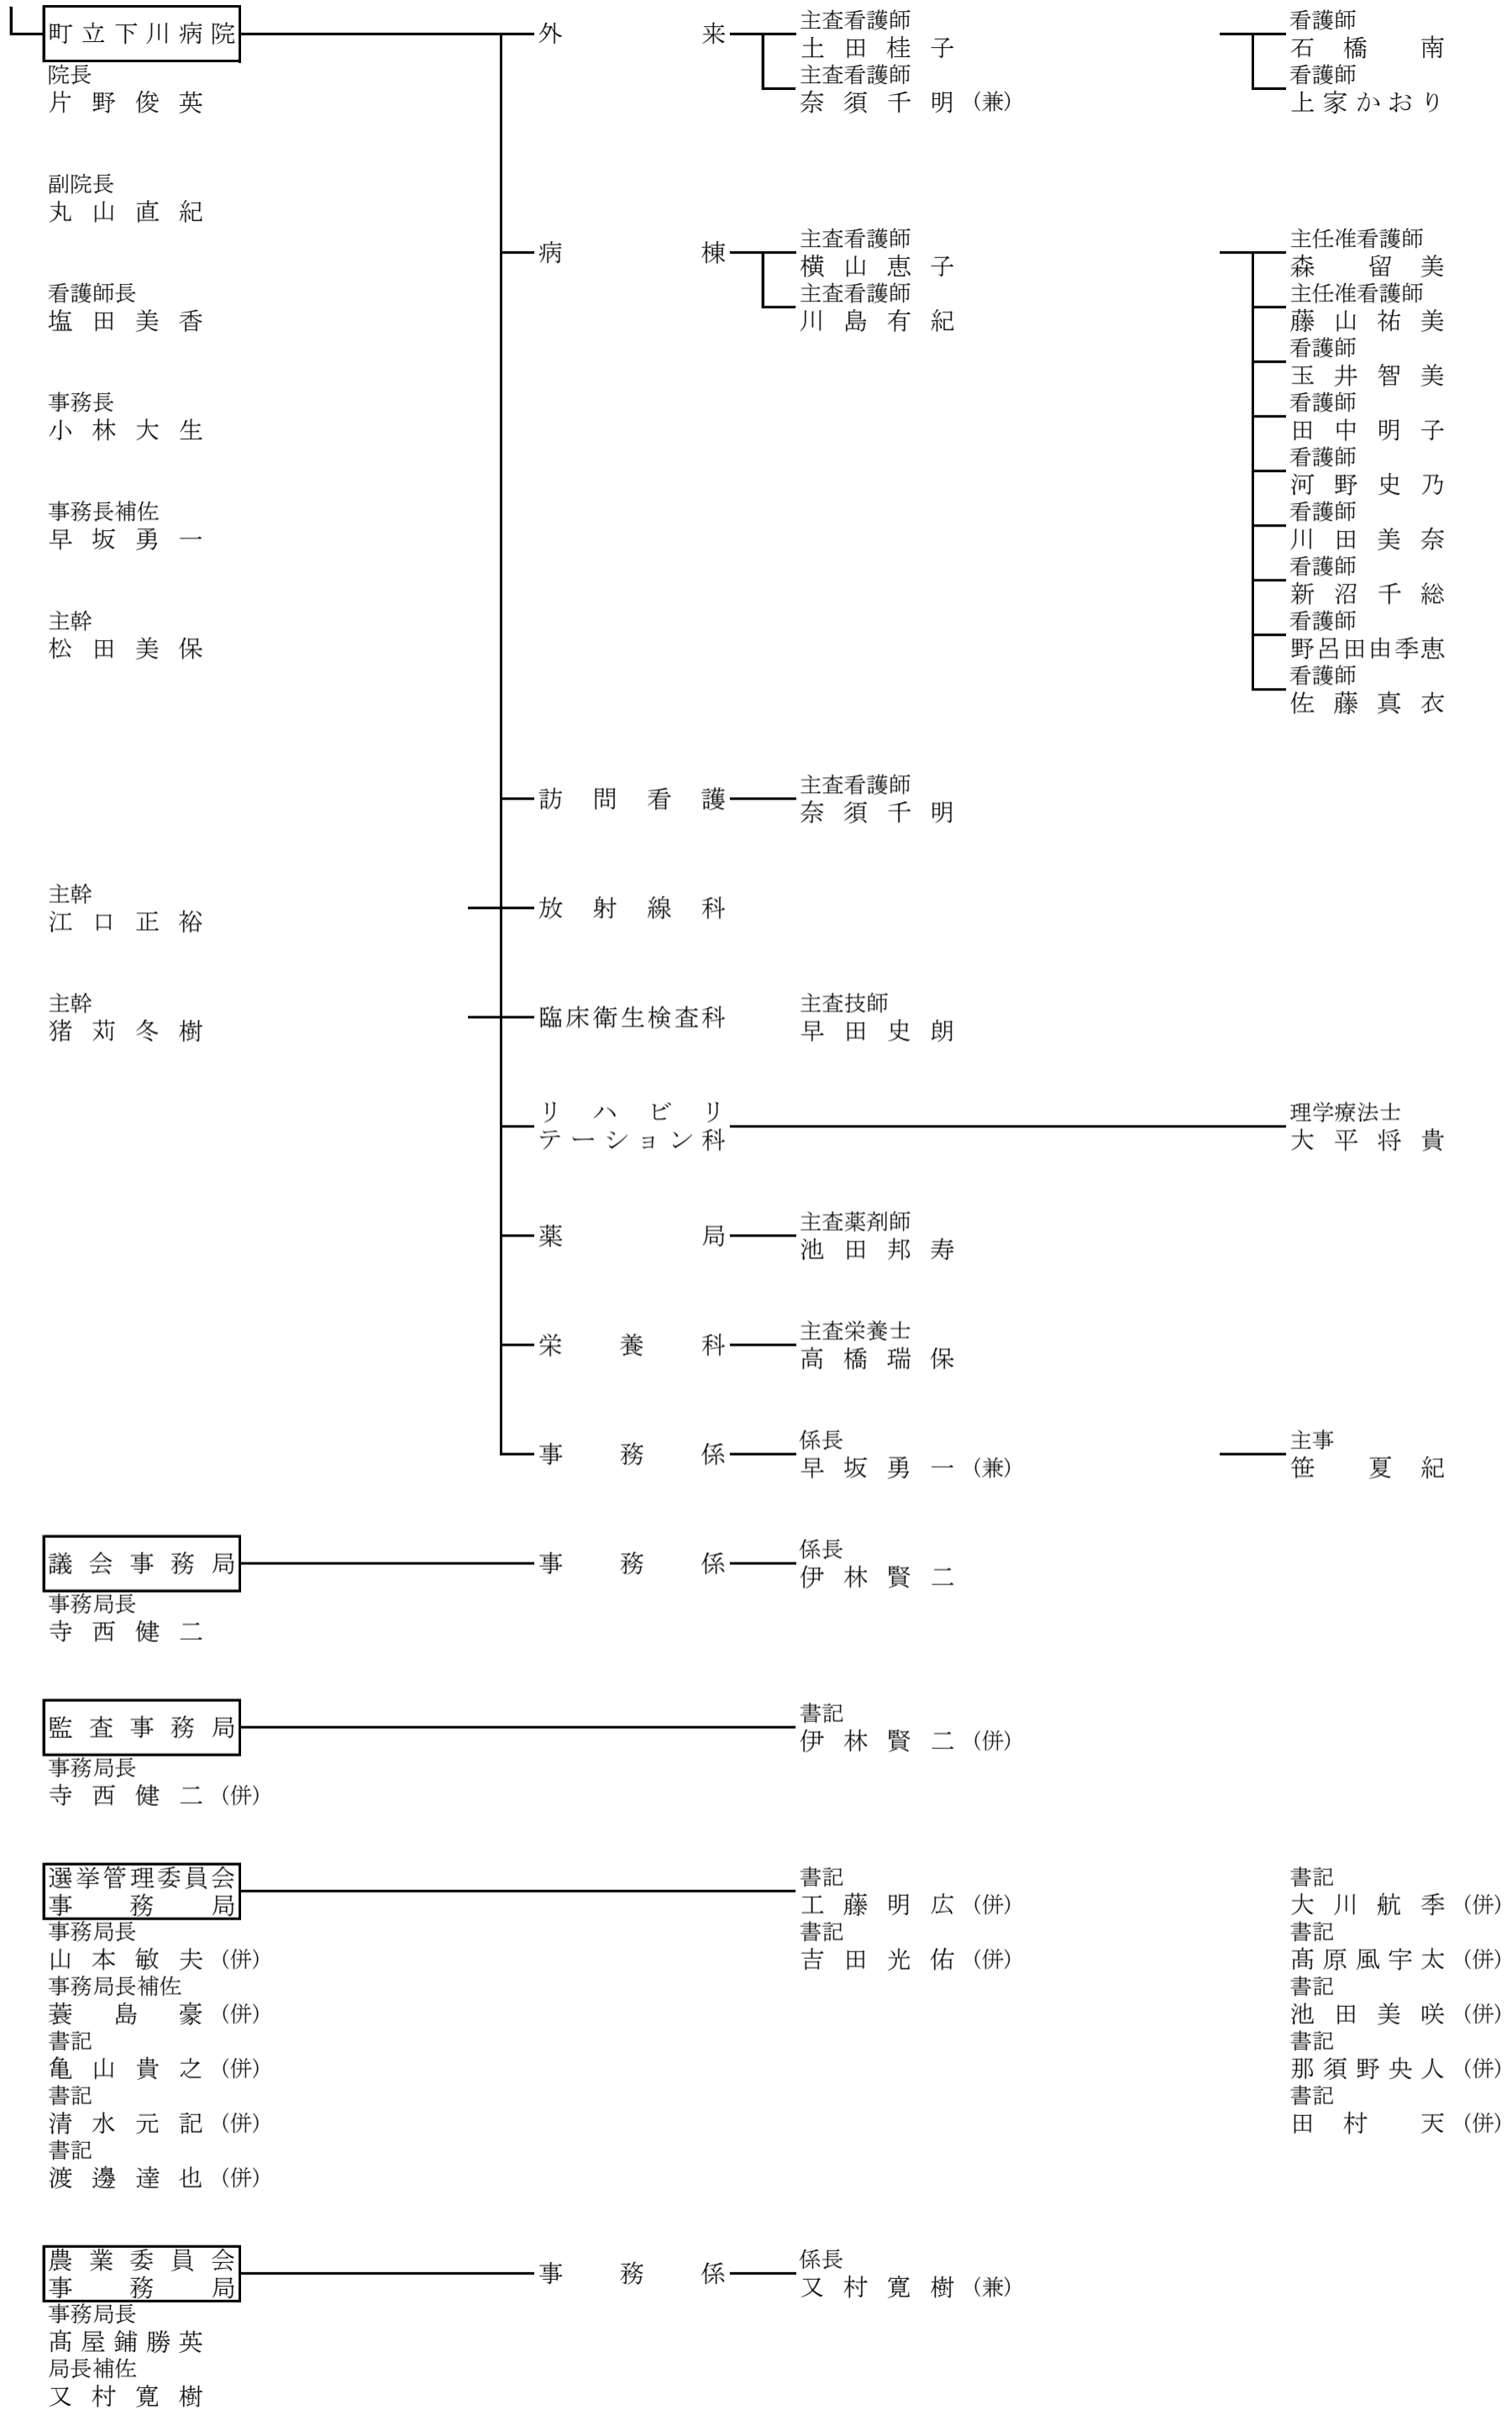 町立下川病院
院長
片野俊英
副院長
丸山直紀
看護師長
塩田美香
事務長
小林大生
事務長補佐
早坂勇一
主幹
松田美保
主幹
江口正裕
主幹
猪苅冬樹
外来
主査看護師
土田桂子
主査看護師
奈須千明（兼）
看護師
石橋南
看護師
上家かおり
病棟
主査看護師
横山恵子
主査看護師
川島有紀
主任准看護師
森留美
主任准看護師
藤山祐美
看護師
玉井智美
看護師
田中明子
看護師
河野史乃
看護師
川田美奈
看護師
新沼千総
看護師
野呂田由季恵
看護師
佐藤真衣
訪問看護
主査看護師
奈須千明
放射線科
臨床衛生検査科
主査技師
早田史朗
リハビリ
テーション科
理学療法士
大平将貴
薬局
主査薬剤師
池田邦寿
栄養科
主査栄養士
高橋瑞保
事務係
係長
早坂勇一（兼）
主事
笹夏紀
議会事務局
事務局長
寺西健二
事務係
係長
伊林賢二
監査事務局
事務局長
寺西健二（併）
書記
伊林賢二（併）
選挙管理委員会
事務局
事務局長
山本敏夫（併）
事務局長補佐
蓑島豪（併）
書記
亀山貴之（併）
書記
清水元記（併）
書記
渡邊達也（併）
書記
工藤明広（併）
書記
吉田光佑（併）
書記
大川航季（併）
書記
髙原風宇太（併）
書記
池田美咲（併）
書記
那須野央人（併）
書記
田村天（併）
農業委員会
事務局
事務局長
髙屋鋪勝英
局長補佐
又村寛樹
事務係
係長
又村寛樹（兼）